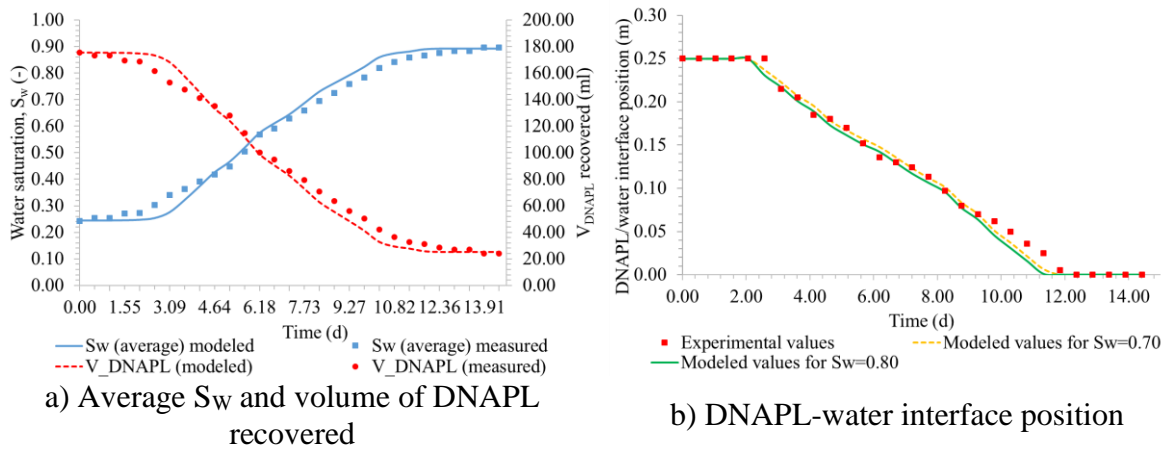 1.00
0.90
0.80
0.70
0.60
0.50
0.40
0.30
0.20
0.10
0.00
Water saturation, Sw (-)
200.00
180.00
160.00
140.00
120.00
100.00
80.00
60.00
40.00
20.00
0.00
VDNAPL recovered (ml)
0.00 1.55 3.09 4.64 6.18 7.73 9.27 10.82 12.36 13.91
Time (d)
Sw (average) modeled
Sw (average) measured
V_DNAPL (modeled)
V_DNAPL (measured)
a) Average SW and volume of DNAPL
recovered
0.30
0.25
0.20
0.15
0.10
0.05
0.00
DNAPL/water interface position (m)
0.00 2.00 4.00 6.00 8.00 10.00 12.00 14.00
Time (d)
Experimental values
Modeled values for Sw=0.70
Modeled values for Sw=0.80
b) DNAPL-water interface position